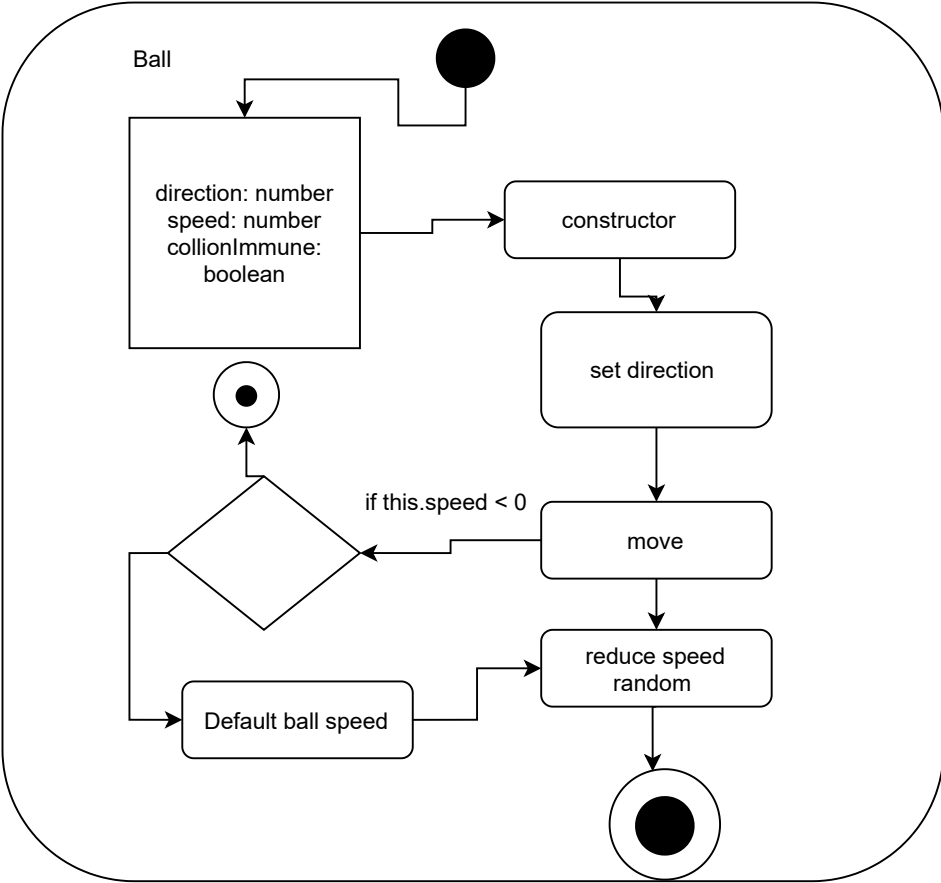 Ball
direction: number
speed: number
collionImmune:
boolean
constructor
set direction
if this.speed < 0
move
reduce speed
random
Default ball speed